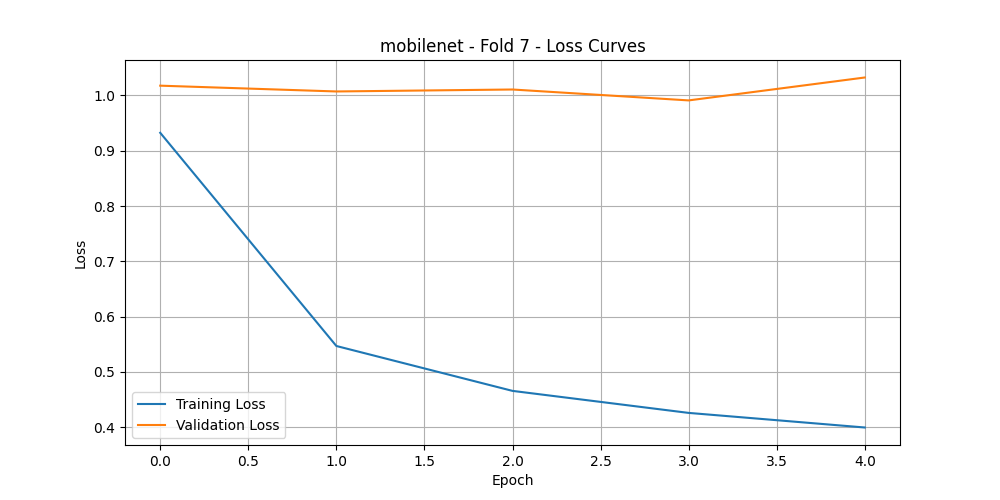 mobilenet - Fold 7 - Loss Curves
Loss
1.0
0.9
0.8
0.7
0.6
0.5
0.4
Training Loss
Validation Loss
0.0 0.5 1.0 1.5 2.0 2.5 3.0 3.5 4.0
Epoch